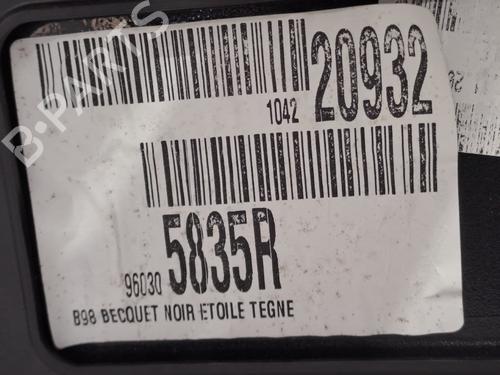 1042 20932
96030 5835R
B98 BECQUET NOIR ETOILE TEGNE
B-PARTS